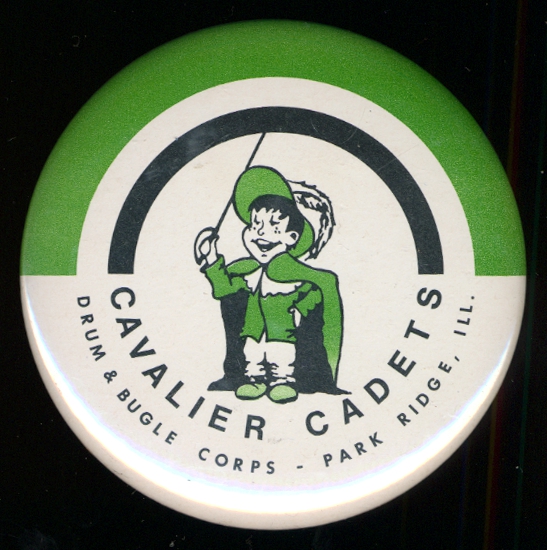 CAVALIER CADETS
DRUM & BUGLE CORPS - PARK RIDGE, ILL.